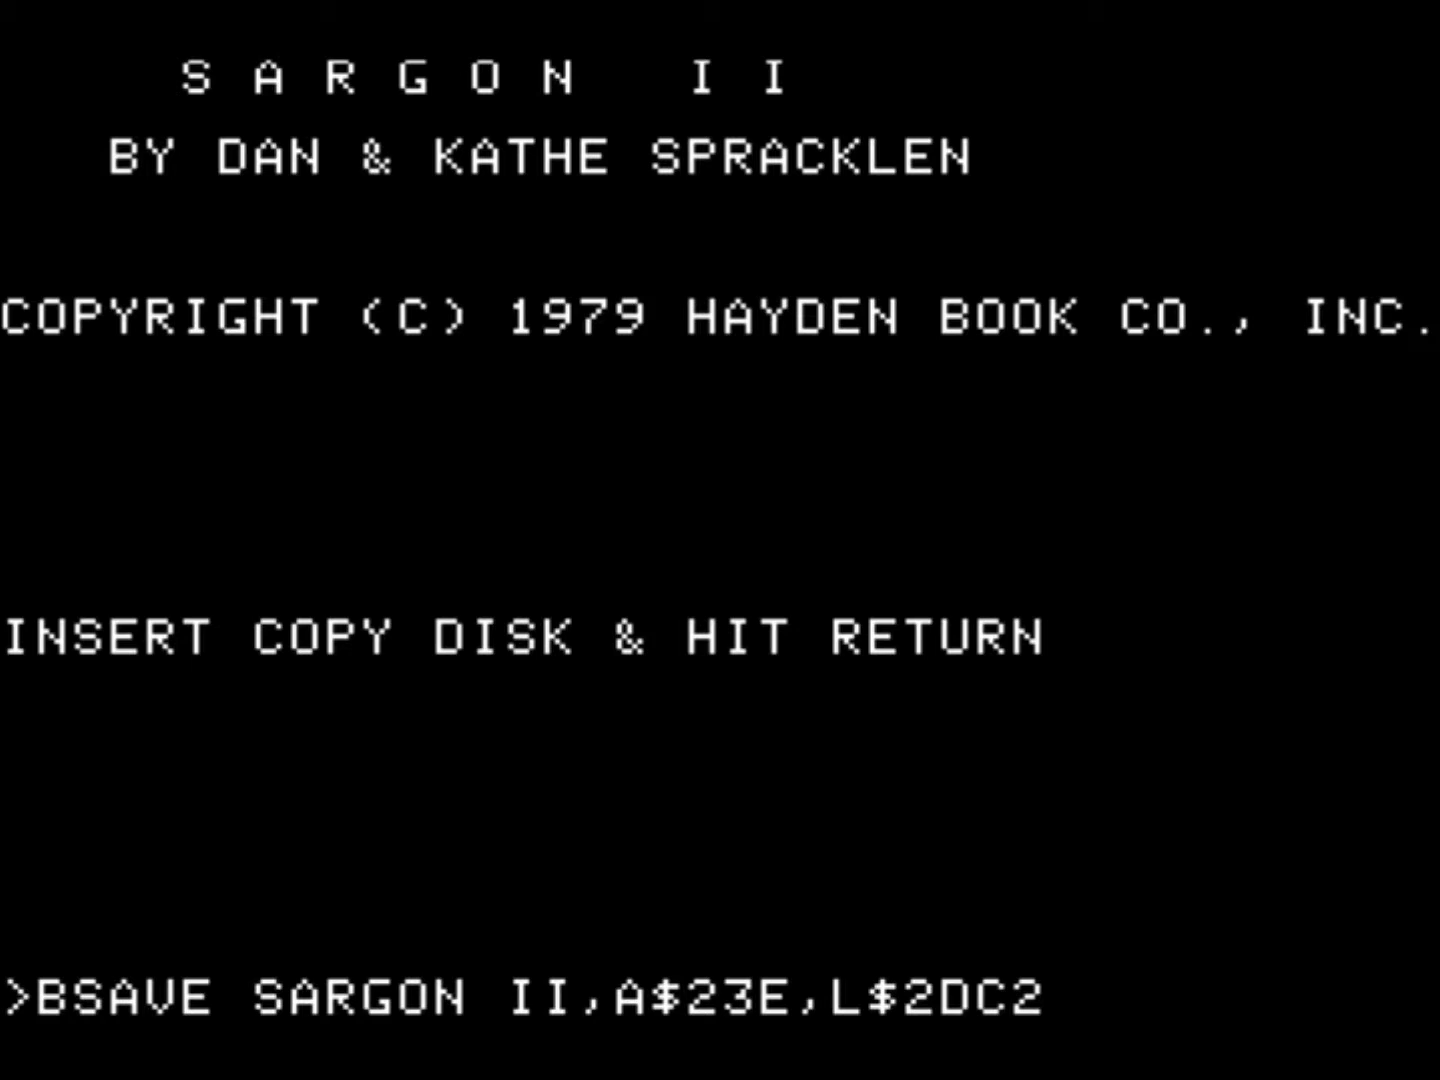 S A R G O N  I I
BY DAN & KATHE SPRACKLEN
COPYRIGHT (C) 1979 HAYDEN BOOK CO., INC.
INSERT COPY DISK & HIT RETURN
>BSAVE SARGON II,A$23E,L$2DC2